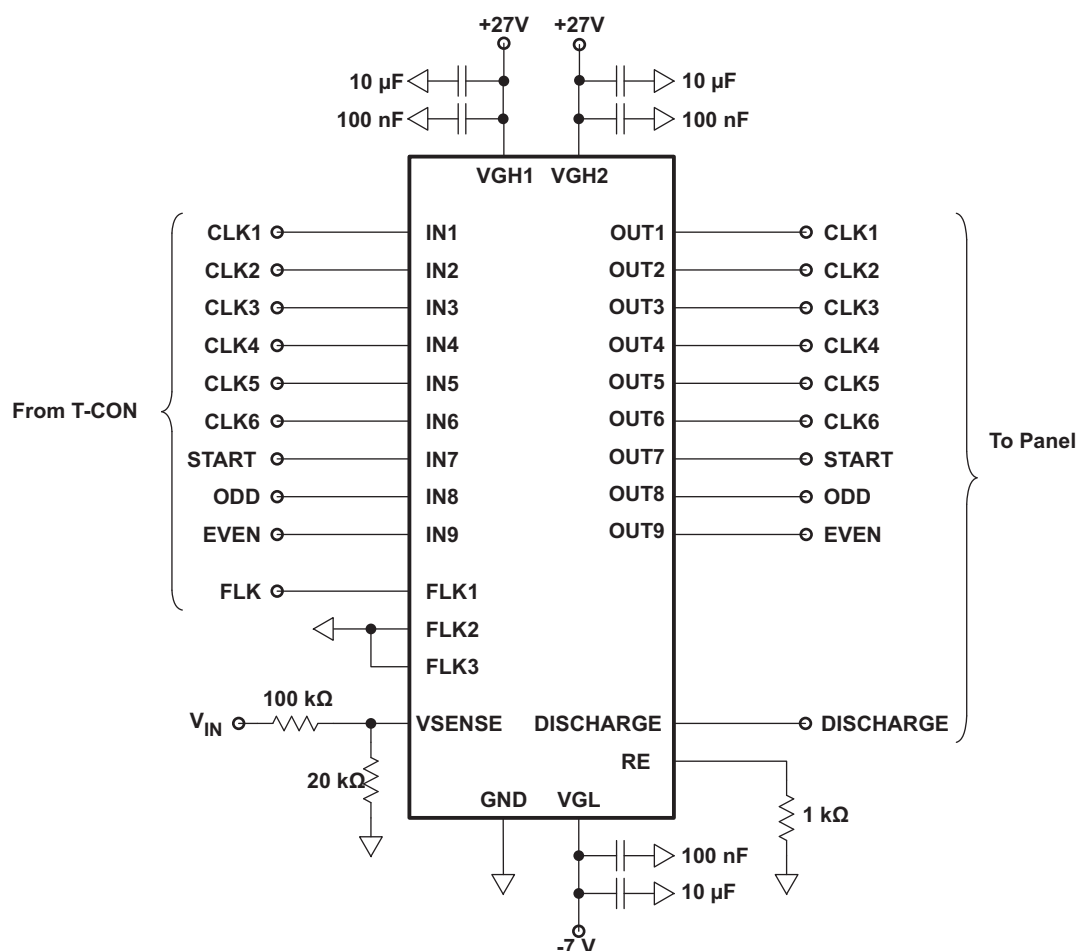 +27V +27V
10 µF 10 µF
100 nF 100 nF
VGH1 VGH2
CLK1 IN1 OUT1 CLK1
CLK2 IN2 OUT2 CLK2
CLK3 IN3 OUT3 CLK3
CLK4 IN4 OUT4 CLK4
CLK5 IN5 OUT5 CLK5
From T-CON
CLK6 IN6 OUT6 CLK6
To Panel
START IN7 OUT7 START
ODD IN8 OUT8 ODD
EVEN IN9 OUT9 EVEN
FLK FLK1
FLK2
FLK3
100 kΩ
VIN VSENSE DISCHARGE DISCHARGE
RE
20 kΩ
GND VGL
1 kΩ
100 nF
10 µF
-7 V